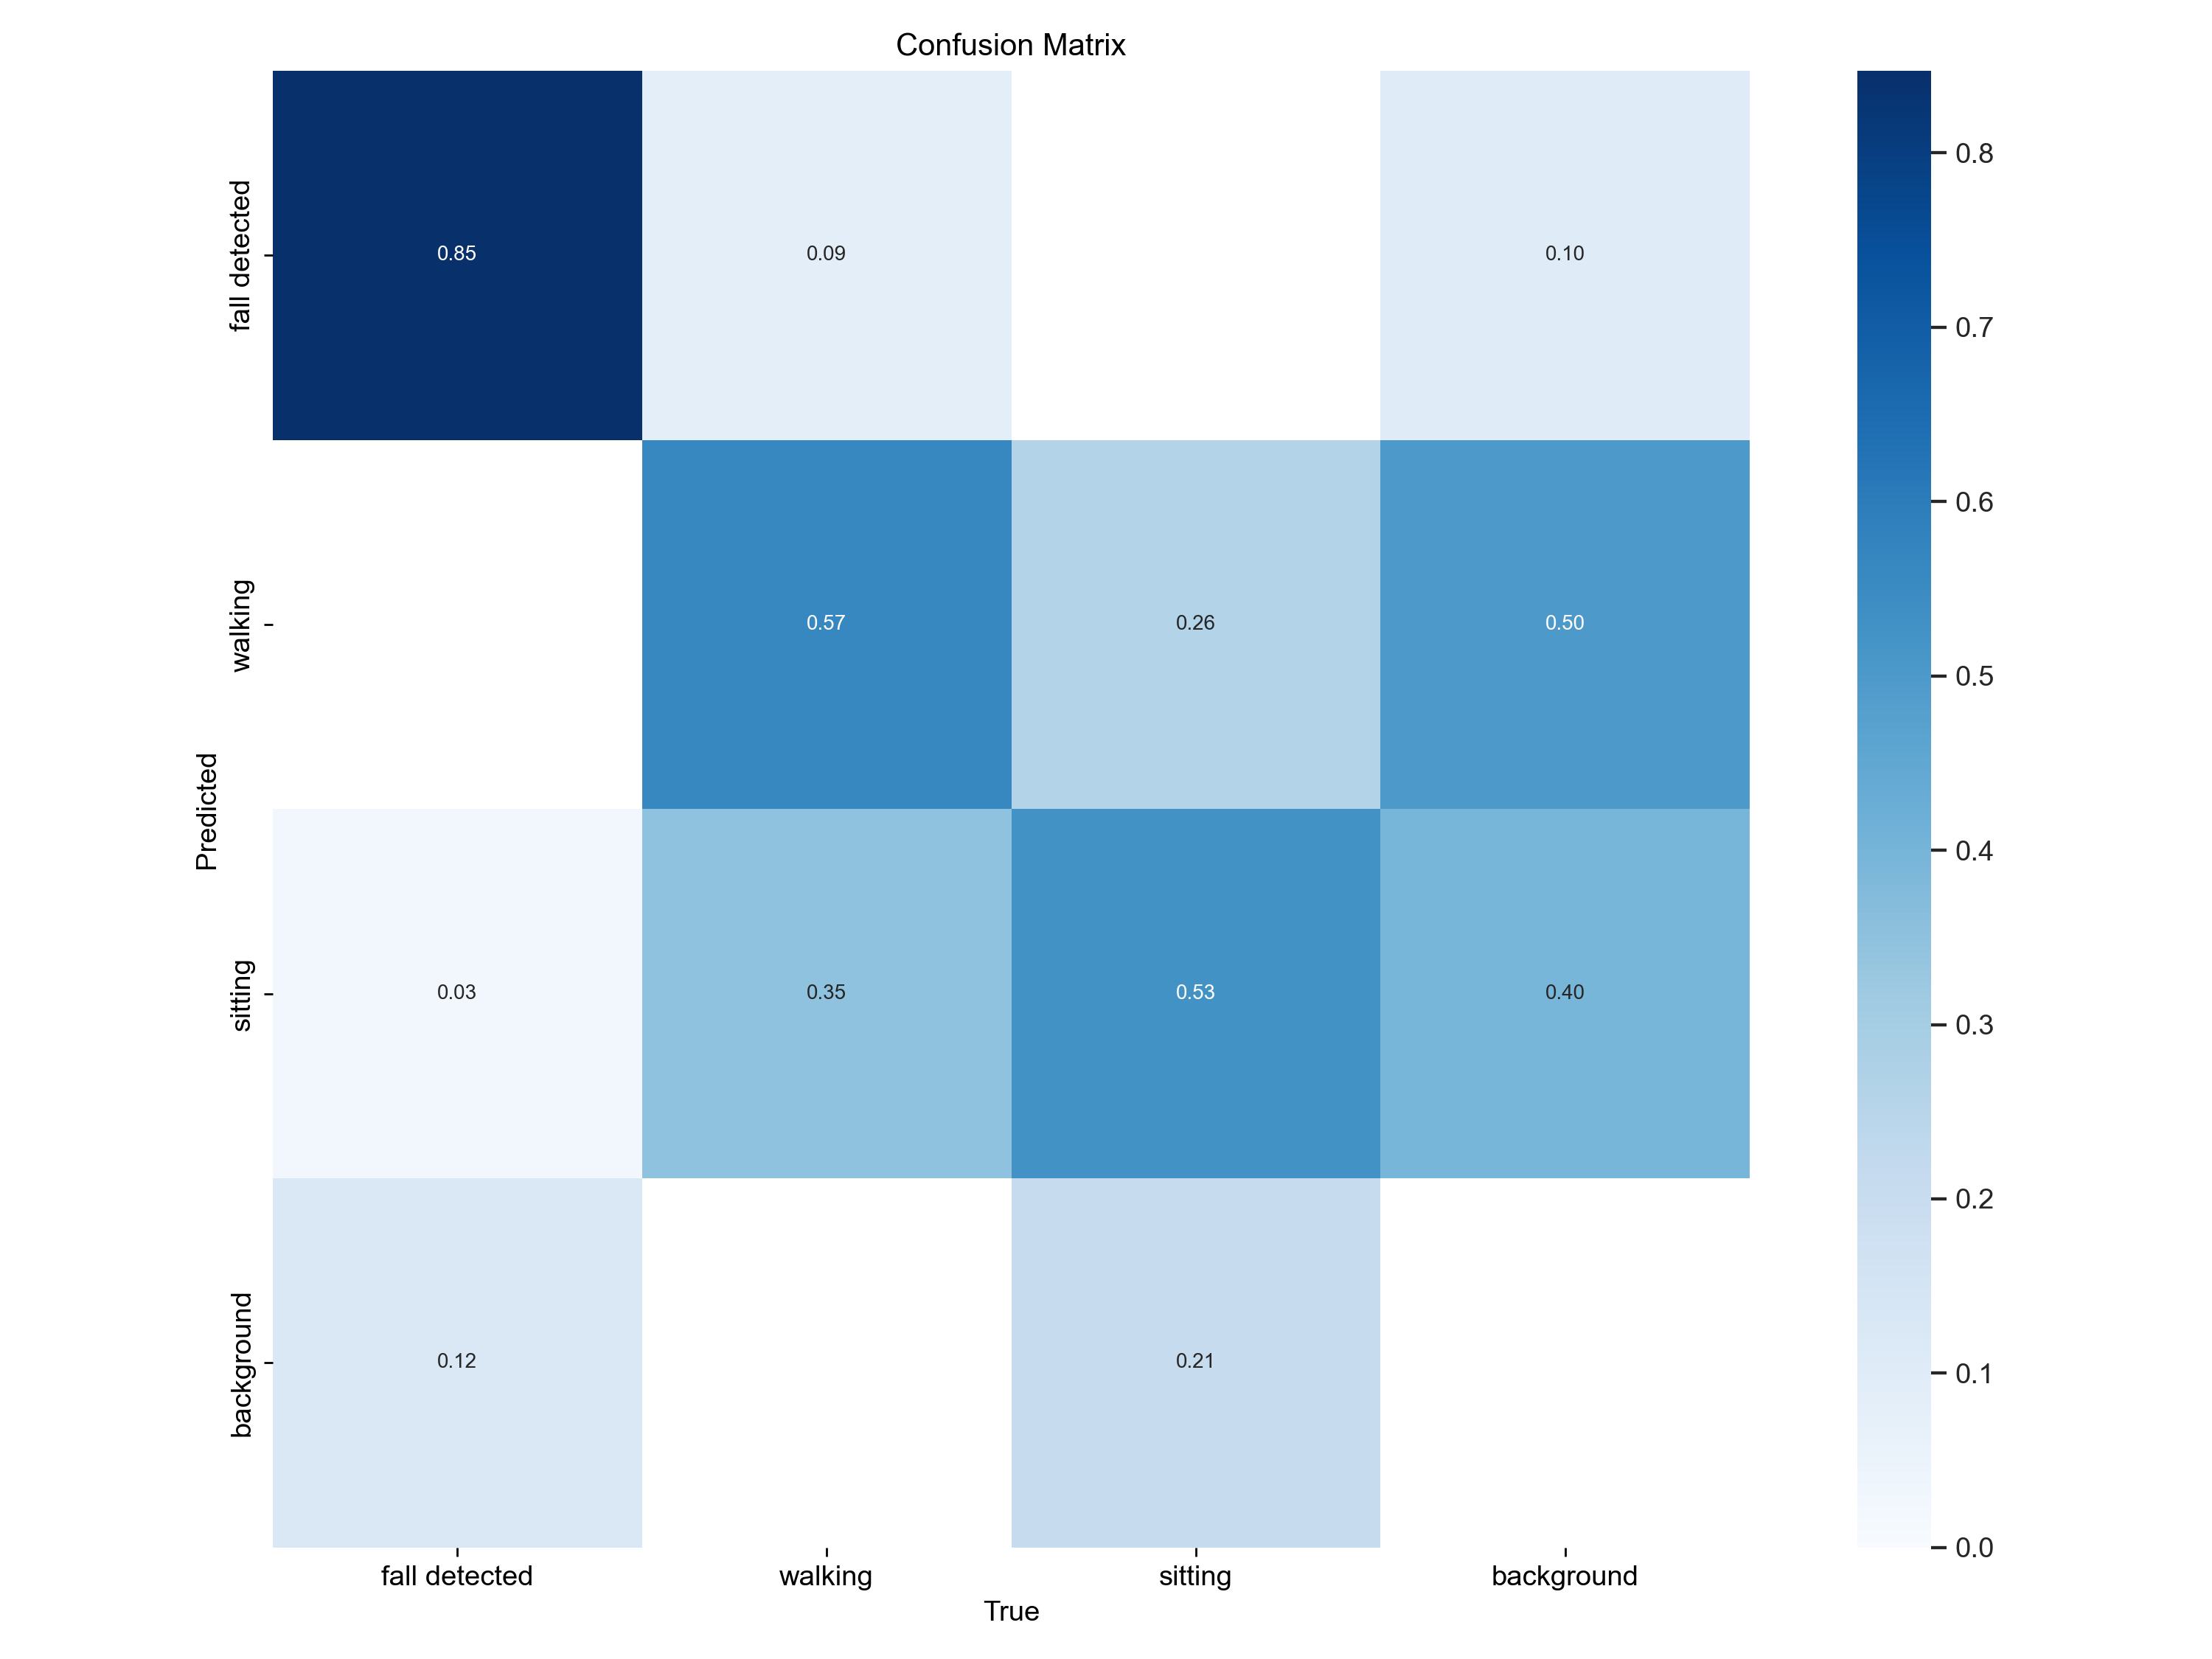 Confusion Matrix
fall detected
walking
sitting
background
Predicted
0.85
0.09
0.10
0.57
0.26
0.50
0.03
0.35
0.53
0.40
0.12
0.21
fall detected
walking
sitting
background
True
0.8
0.7
0.6
0.5
0.4
0.3
0.2
0.1
0.0